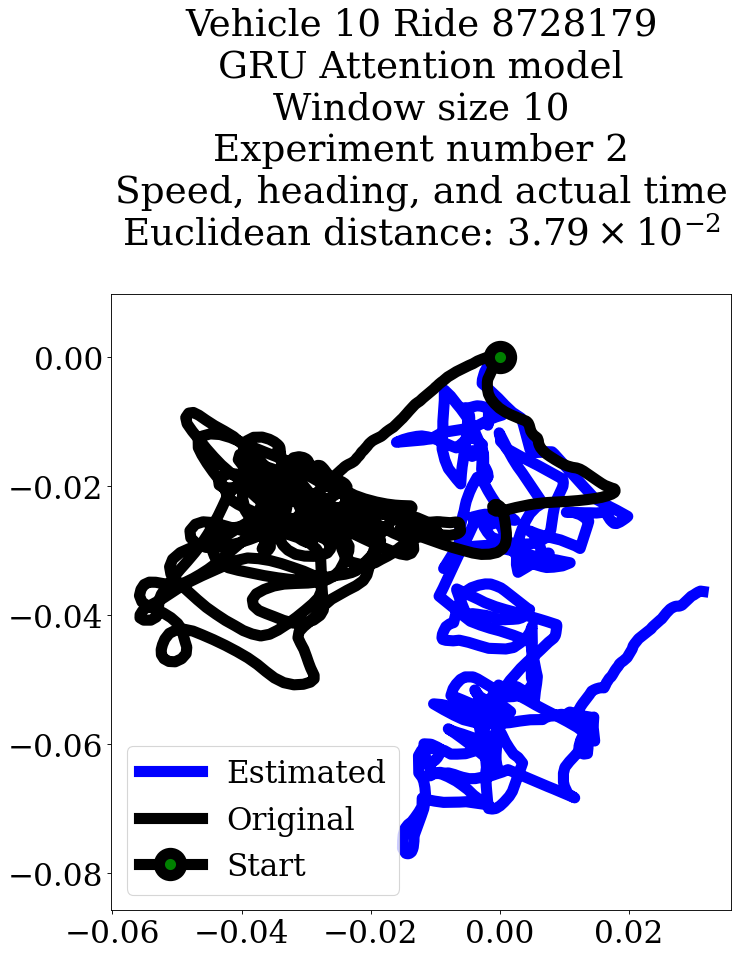 Vehicle 10 Ride 8728179
GRU Attention model
Window size 10
Experiment number 2
Speed, heading, and actual time
Euclidean distance: 3.79 × 10⁻²
0.00
−0.02
−0.04
−0.06
−0.08
Estimated
Original
Start
−0.06 −0.04 −0.02 0.00 0.02